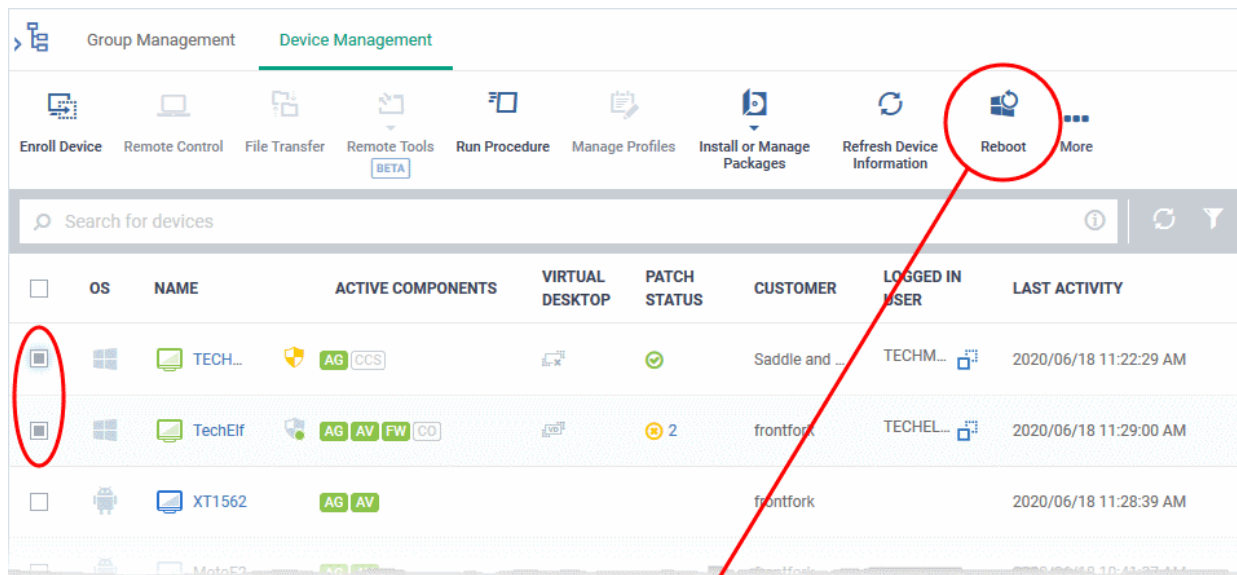 Group Management Device Management
Enroll Device Remote Control File Transfer Remote Tools Run Procedure Manage Profiles Install or Manage Refresh Device Reboot More
BETA Packages Information
Search for devices
OS NAME ACTIVE COMPONENTS VIRTUAL DESKTOP PATCH STATUS CUSTOMER LOGGED IN USER LAST ACTIVITY
TECH... AG CCS Saddle and ... TECHM... 2020/06/18 11:22:29 AM
TechElf AG AV FW CO VD 2 frontfork TECHEL... 2020/06/18 11:29:00 AM
XT1562 AG AV frontfork 2020/06/18 11:28:39 AM